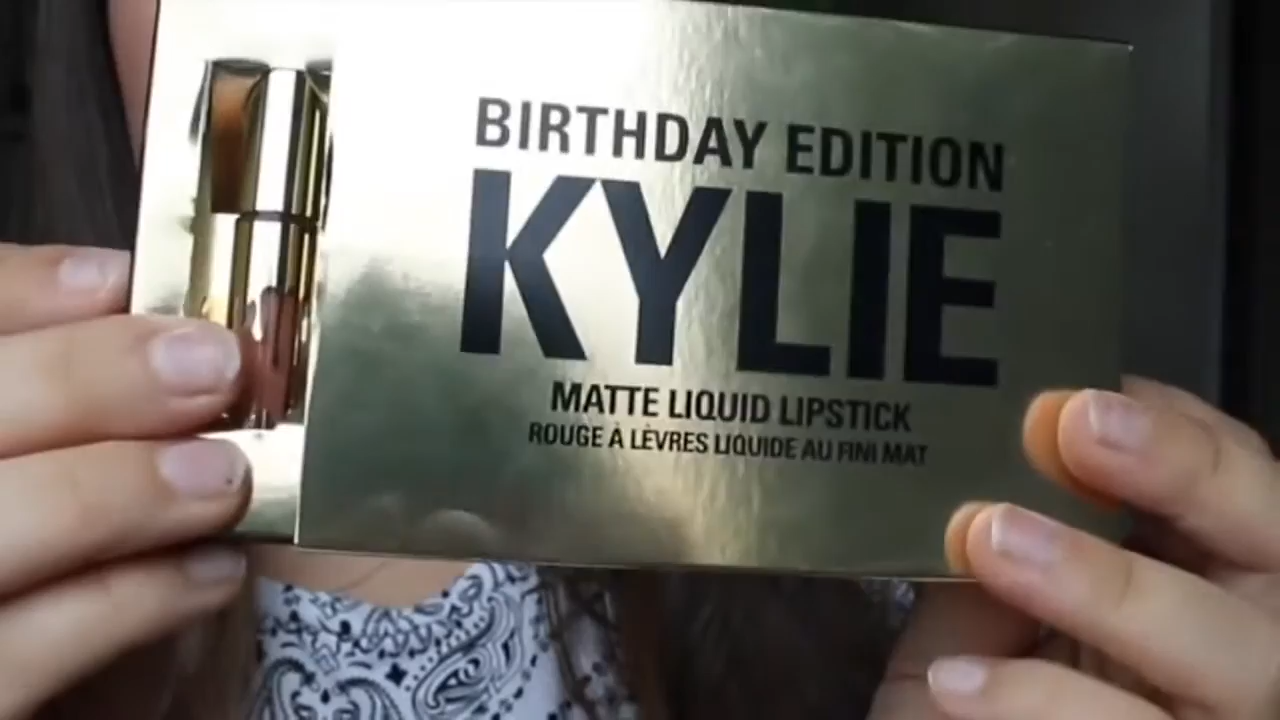 BIRTHDAY EDITION
KYLIE
MATTE LIQUID LIPSTICK
ROUGE À LÈVRES LIQUIDE AU FINI MAT